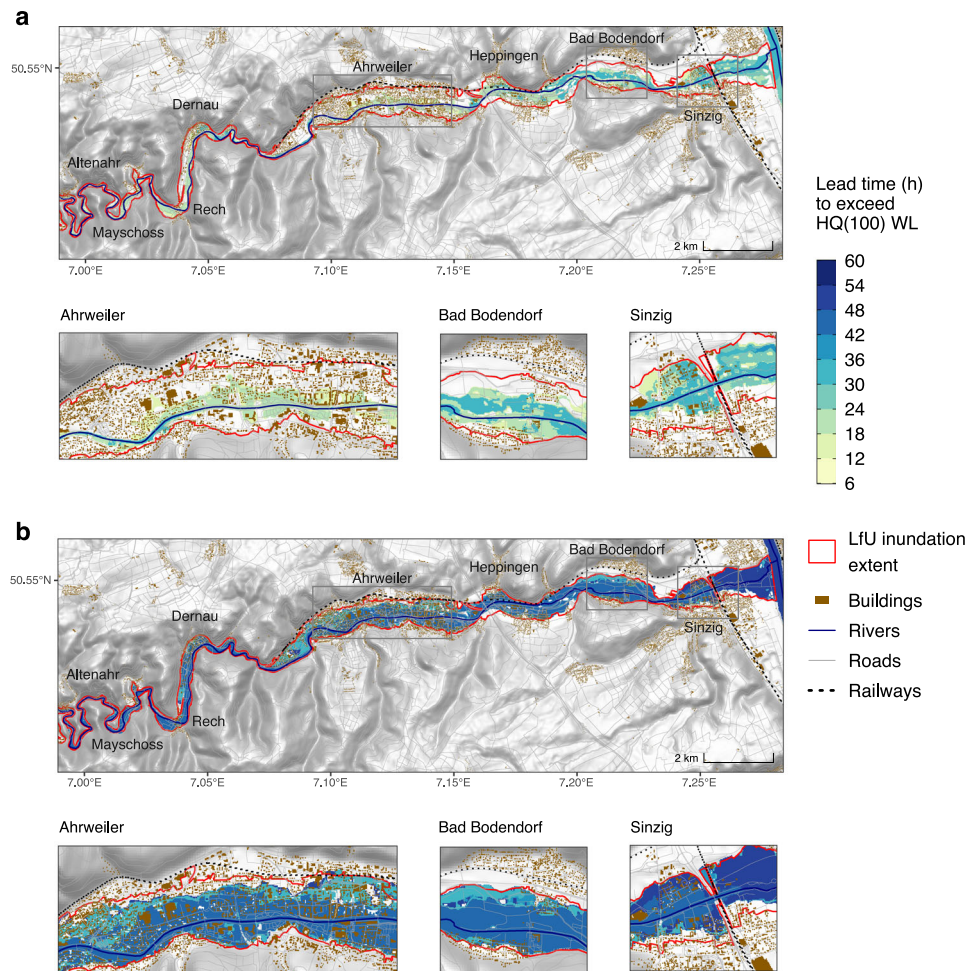 a
Bad Bodendorf
Heppingen
Ahrweiler
50.55°N
Dernau
Sinzig
Altenahr
Rech
Mayschoss
2 km
7.00°E
7.05°E
7.10°E
7.15°E
7.20°E
7.25°E
Lead time (h)
to exceed
HQ(100) WL
60
54
48
42
36
30
24
18
12
6
Ahrweiler
Bad Bodendorf
Sinzig
b
Bad Bodendorf
Heppingen
Ahrweiler
50.55°N
Dernau
Sinzig
Altenahr
Rech
Mayschoss
2 km
7.00°E
7.05°E
7.10°E
7.15°E
7.20°E
7.25°E
LfU inundation
extent
Buildings
Rivers
Roads
Railways
Ahrweiler
Bad Bodendorf
Sinzig